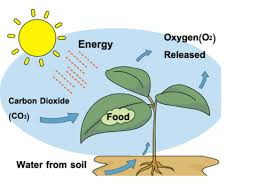 Oxygen(O₂)
Released
Energy
Carbon Dioxide
(CO₂)
Food
Water from soil